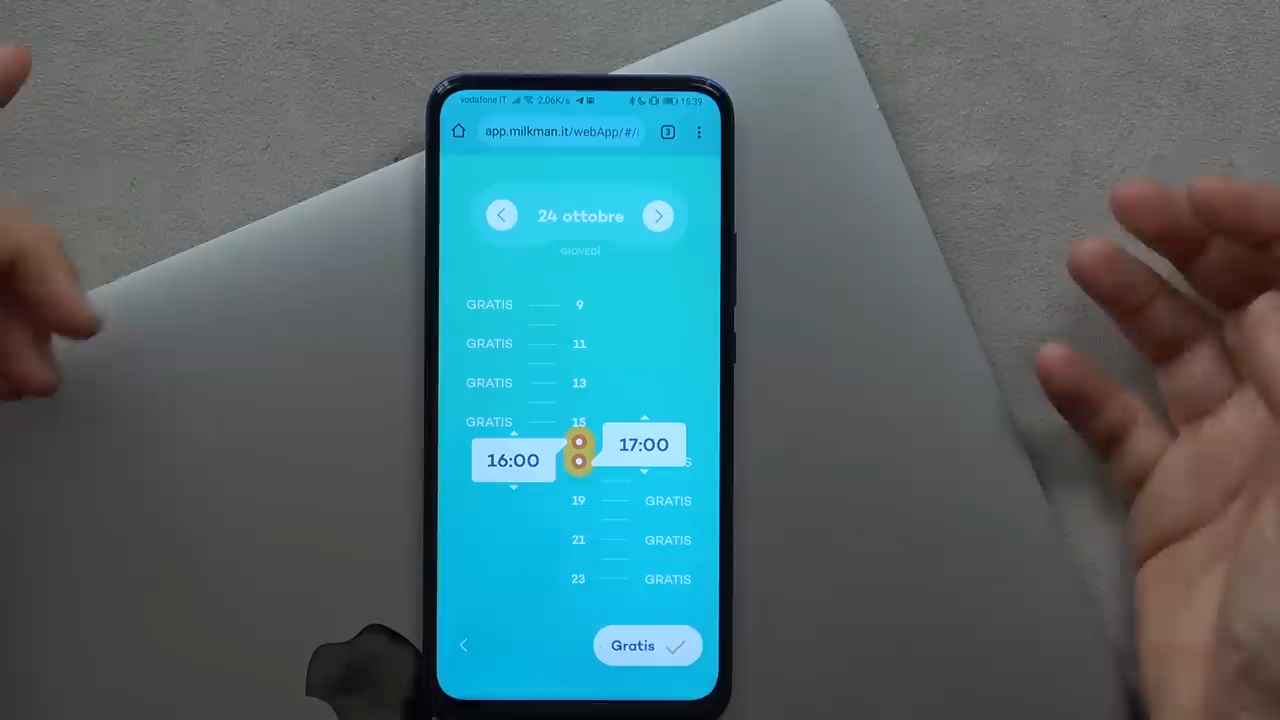 vodafone IT 2,06K/s 15:39
app.milkman.it/webApp/#/
3
24 ottobre
GIOVEDÌ
GRATIS 9
GRATIS 11
GRATIS 13
GRATIS 15
16:00 17:00
S
19 GRATIS
21 GRATIS
23 GRATIS
Gratis